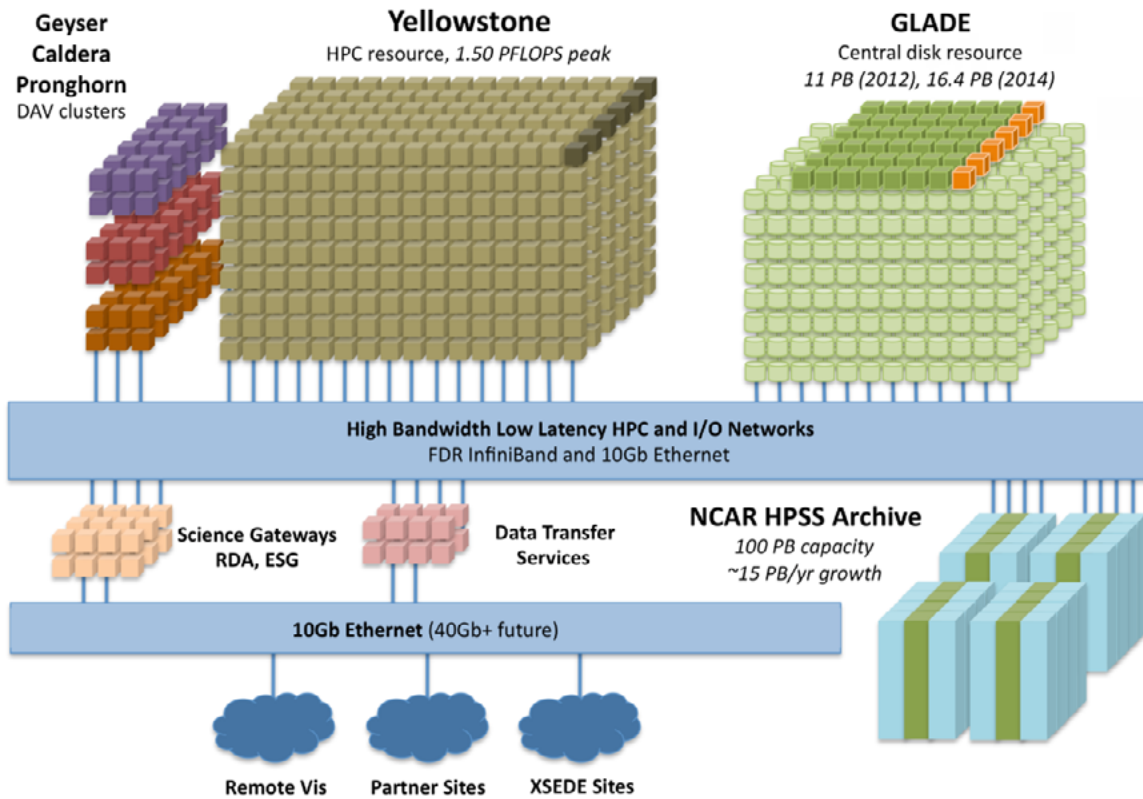 Geyser
Caldera
Pronghorn
DAV clusters
Yellowstone
HPC resource, 1.50 PFLOPS peak
GLADE
Central disk resource
11 PB (2012), 16.4 PB (2014)
High Bandwidth Low Latency HPC and I/O Networks
FDR InfiniBand and 10Gb Ethernet
Science Gateways
RDA, ESG
Data Transfer
Services
NCAR HPSS Archive
100 PB capacity
~15 PB/yr growth
10Gb Ethernet (40Gb+ future)
Remote Vis
Partner Sites
XSEDE Sites